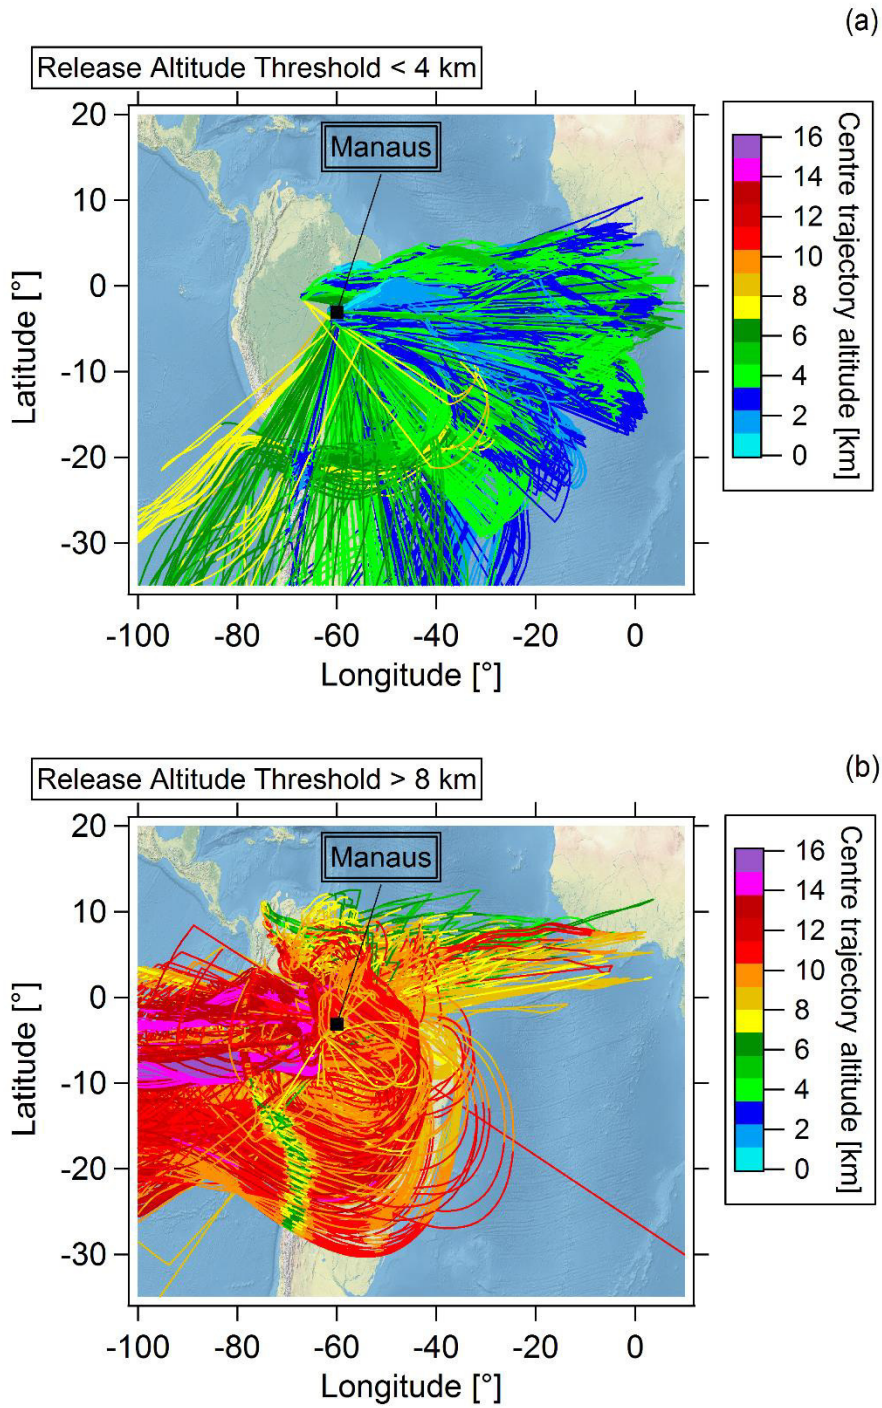 (a)
Release Altitude Threshold < 4 km
Manaus
20
10
0
-10
-20
-30
Latitude [°]
-100 -80 -60 -40 -20 0
Longitude [°]
16
14
12
10
8
6
4
2
0
Centre trajectory altitude [km]
(b)
Release Altitude Threshold > 8 km
Manaus
20
10
0
-10
-20
-30
Latitude [°]
-100 -80 -60 -40 -20 0
Longitude [°]
16
14
12
10
8
6
4
2
0
Centre trajectory altitude [km]